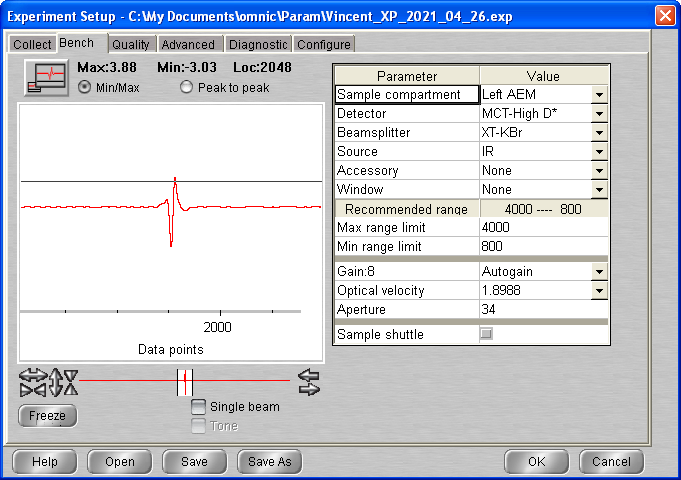 Experiment Setup - C:\My Documents\omnic\Param\Vincent_XP_2021_04_26.exp
Collect Bench Quality Advanced Diagnostic Configure
Max:3.88 Min:-3.03 Loc:2048
Min/Max Peak to peak
Parameter Value
Sample compartment Left AEM
Detector MCT-High D*
Beamsplitter XT-KBr
Source IR
Accessory None
Window None
Recommended range 4000 ---- 800
Max range limit 4000
Min range limit 800
Gain:8 Autogain
Optical velocity 1.8988
Aperture 34
Sample shuttle
2000
Data points
Single beam
Freeze
Tone
Help Open Save Save As OK Cancel